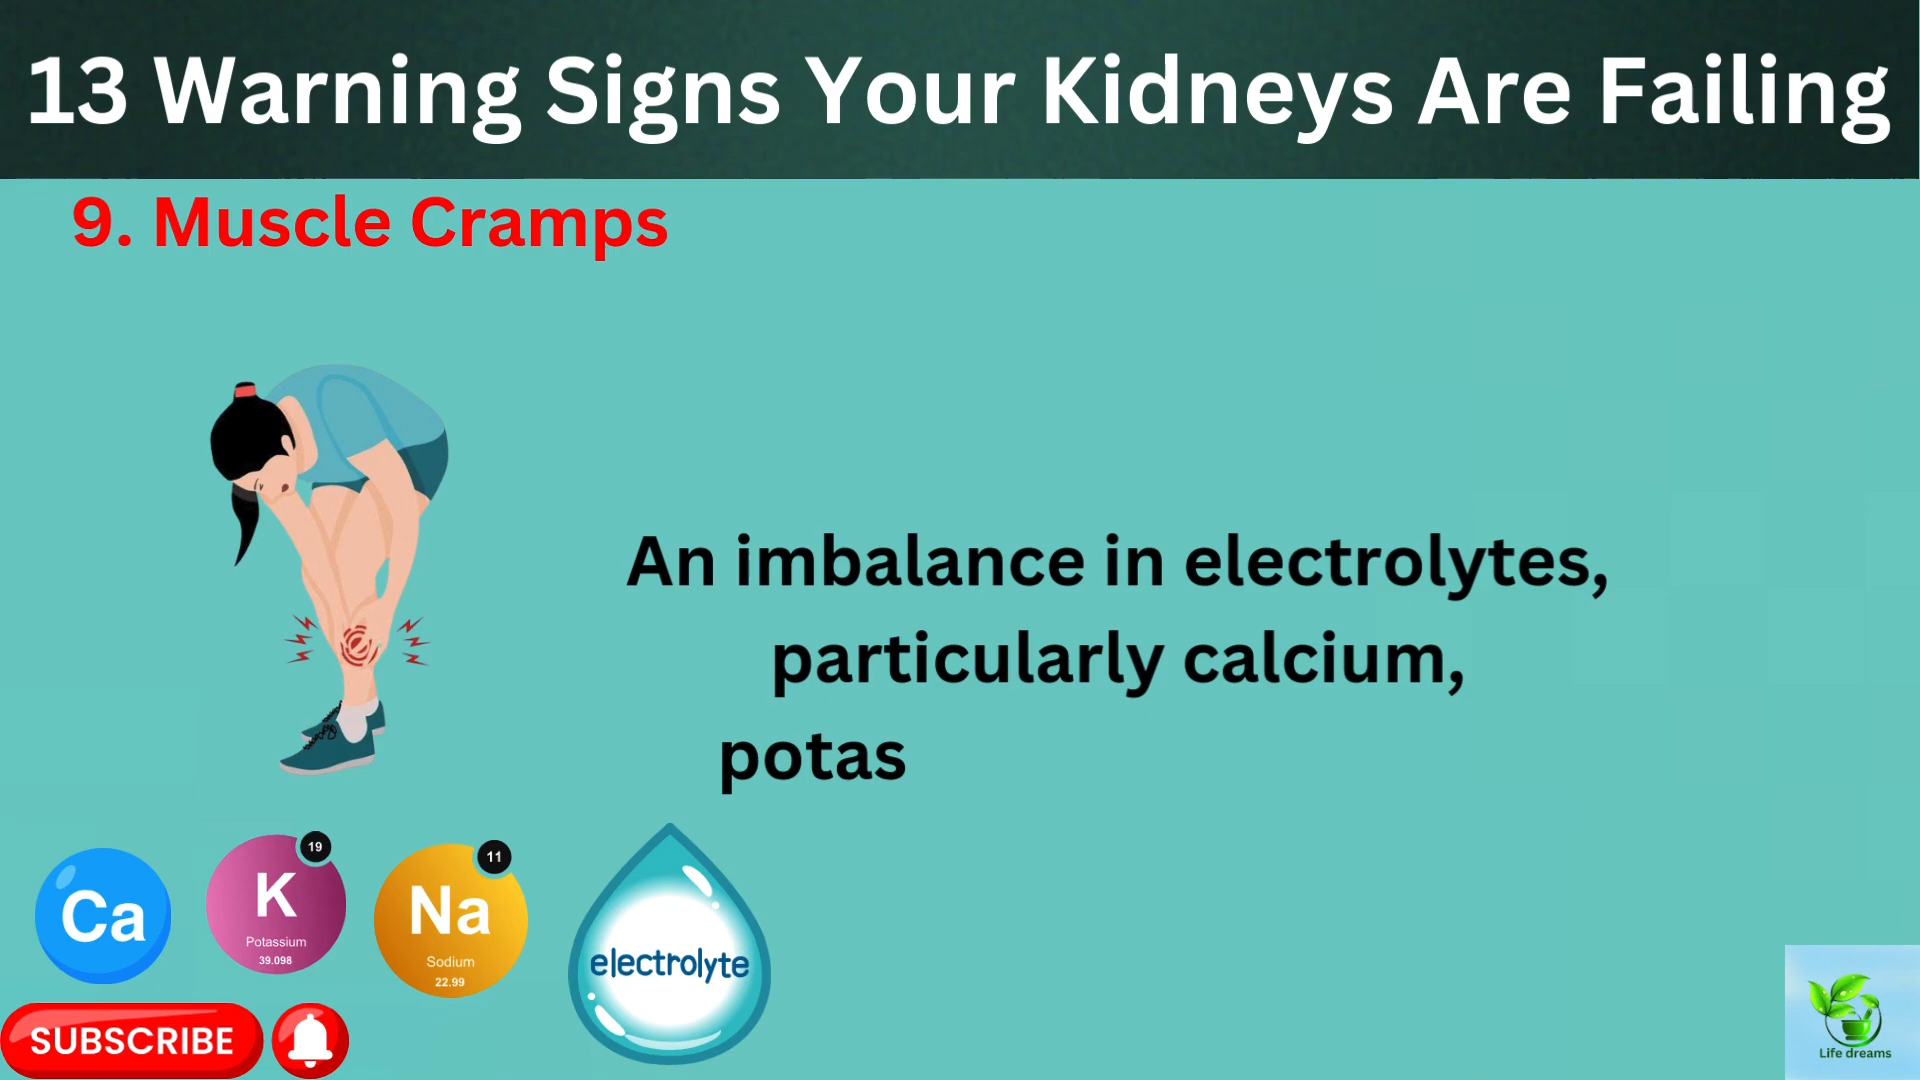 13 Warning Signs Your Kidneys Are Failing
9. Muscle Cramps
An imbalance in electrolytes,
particularly calcium,
potas
Ca
19
K
Potassium
39.098
11
Na
Sodium
22.99
electrolyte
SUBSCRIBE
Life dreams